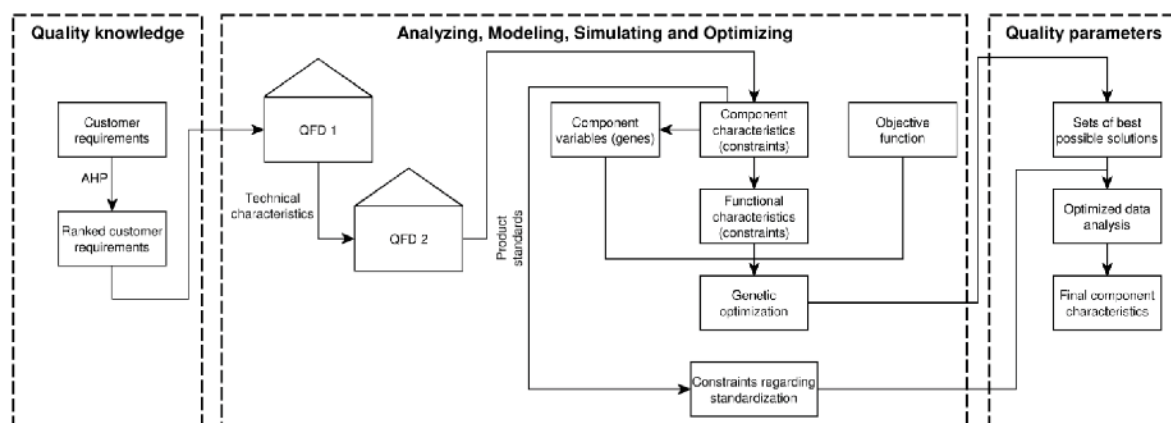 Quality knowledge
Customer
requirements
AHP
Ranked customer
requirements
Analyzing, Modeling, Simulating and Optimizing
QFD 1
Technical
characteristics
QFD 2
Product
standards
Component
variables (genes)
Component
characteristics
(constraints)
Objective
function
Functional
characteristics
(constraints)
Genetic
optimization
Constraints regarding
standardization
Quality parameters
Sets of best
possible solutions
Optimized data
analysis
Final component
characteristics